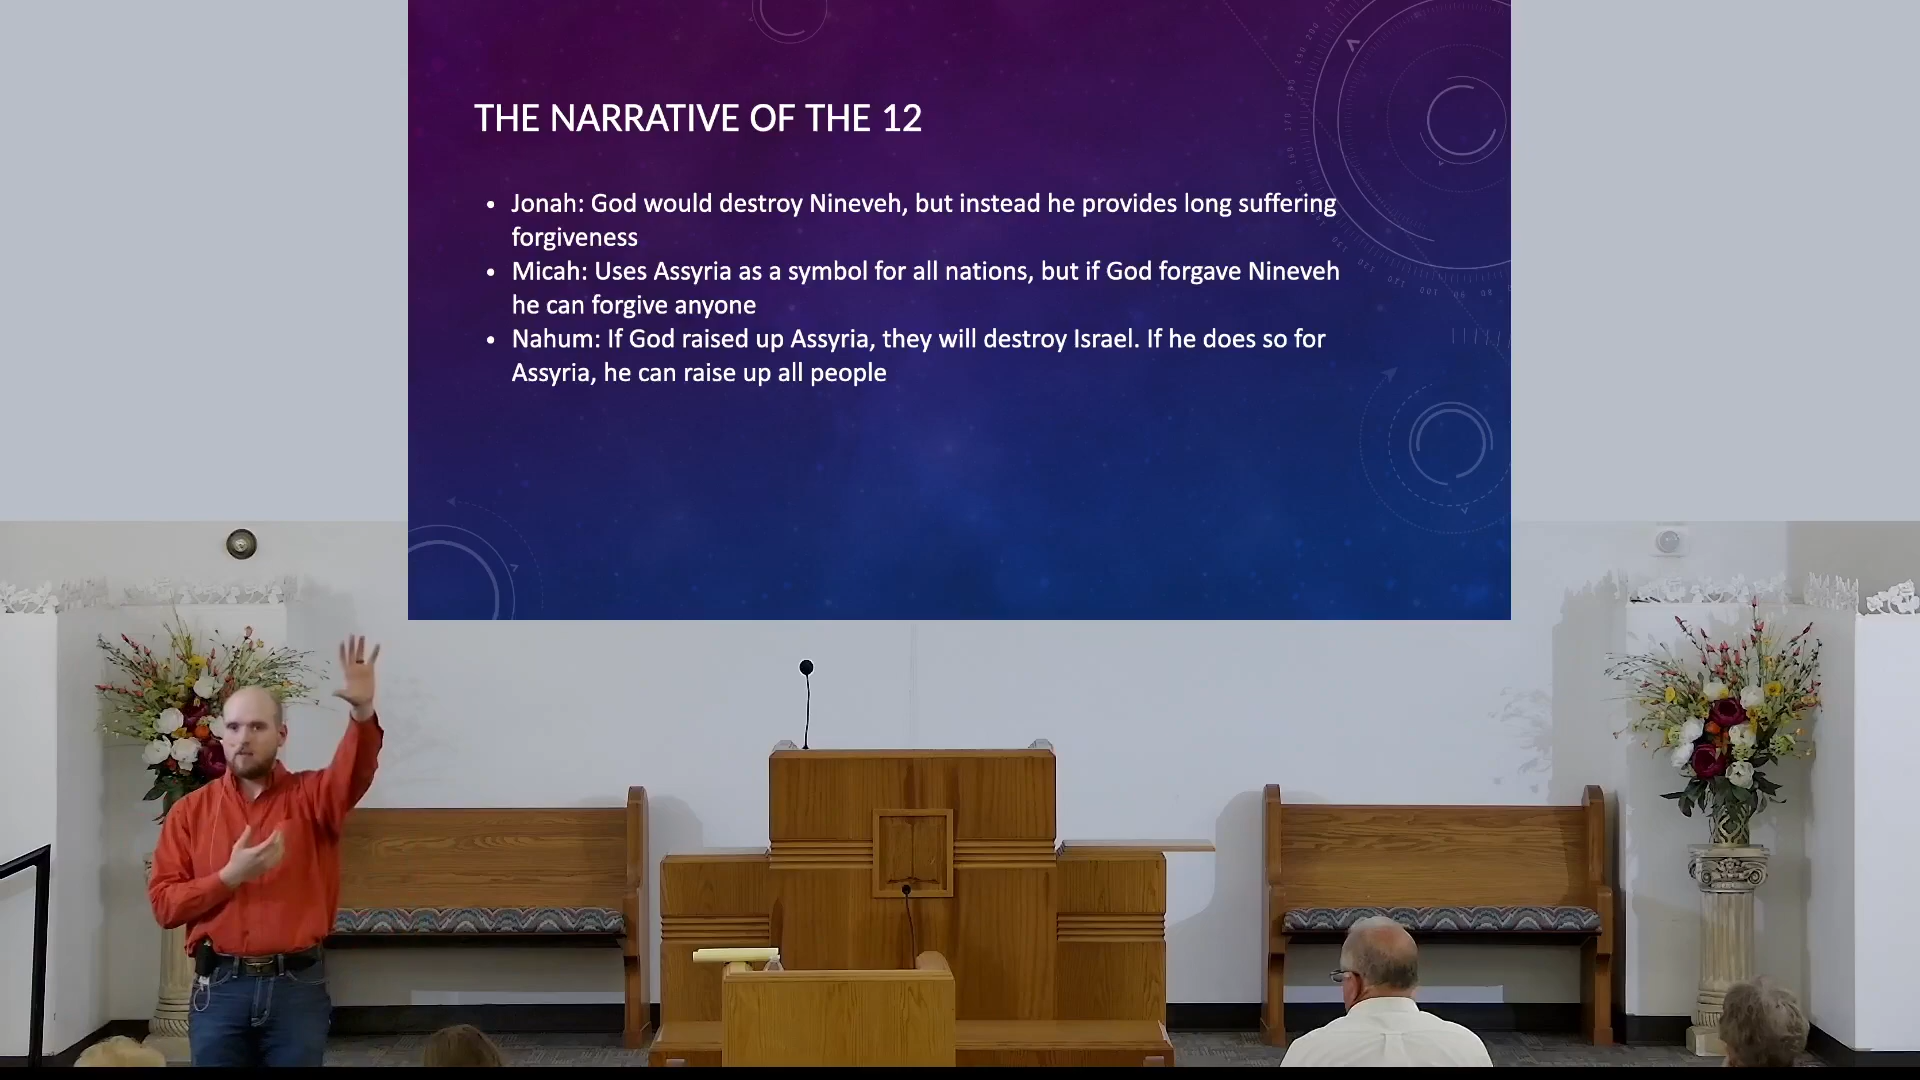 THE NARRATIVE OF THE 12
• Jonah: God would destroy Nineveh, but instead he provides long suffering
forgiveness
• Micah: Uses Assyria as a symbol for all nations, but if God forgave Nineveh
he can forgive anyone
• Nahum: If God raised up Assyria, they will destroy Israel. If he does so for
Assyria, he can raise up all people